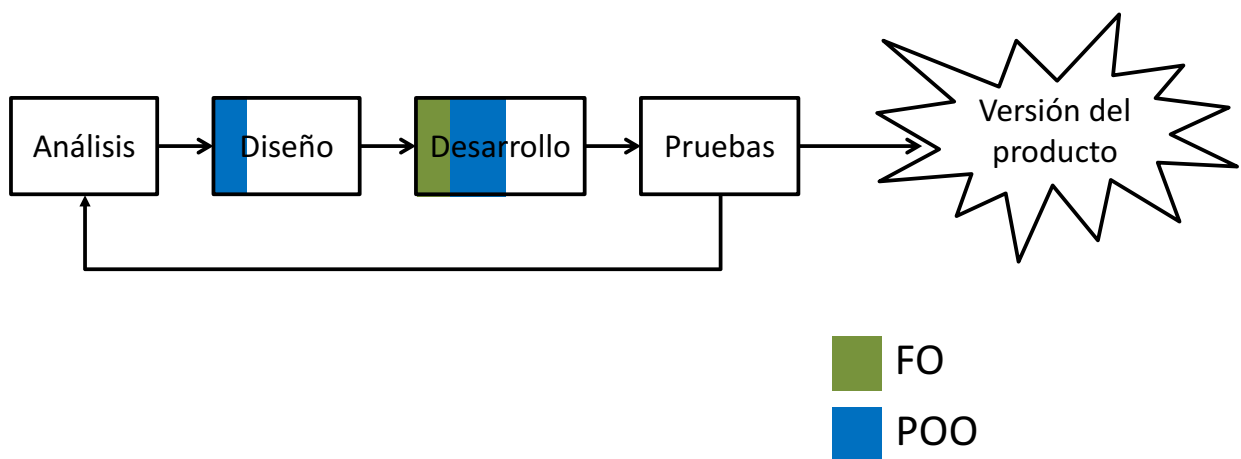 Análisis
Diseño
Desarrollo
Pruebas
Versión del
producto
FO
POO